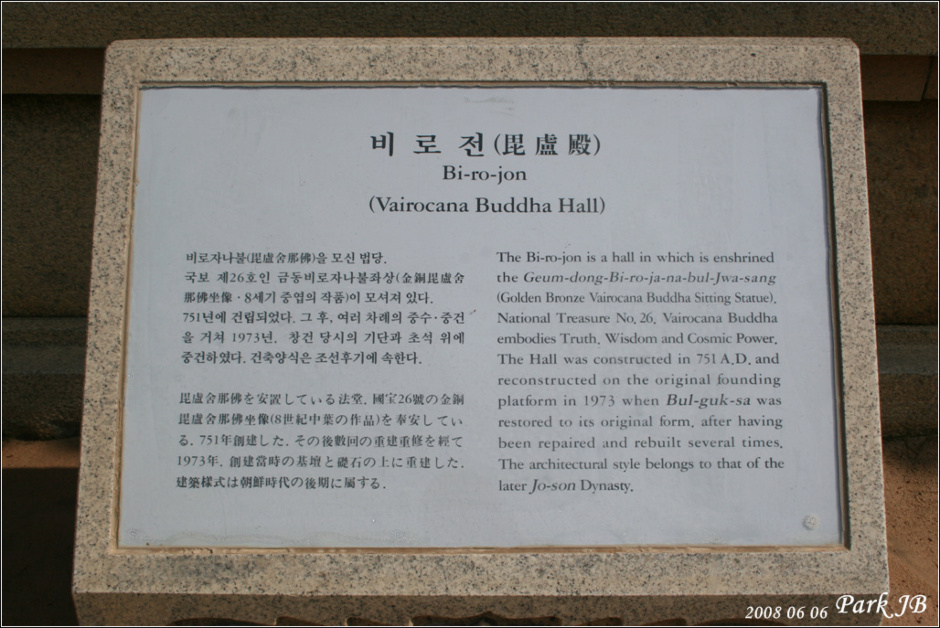 비로전(毘盧殿)
Bi-ro-jon
(Vairocana Buddha Hall)
비로자나불(毘盧舍那佛)을 모신 법당.
국보 제26호인 금동비로자나불좌상(金銅毘盧舍
那佛坐像·8세기 중엽의 작품)이 모셔져 있다.
751년에 건립되었다. 그 후, 여러 차례의 중수·중건
을 거쳐 1973년, 창건 당시의 기단과 초석 위에
중건하였다. 건축양식은 조선후기에 속한다.
毘盧舍那佛を安置している法堂. 國宝26號の金銅
毘盧舍那佛坐像(8世紀中葉の作品)を奉安してい
る. 751年創建した. その後數回の重建重修を經て
1973年, 創建當時の基壇と礎石の上に重建した.
建築樣式は朝鮮時代の後期に屬する.
The Bi-ro-jon is a hall in which is enshrined
the Geum-dong-Bi-ro-ja-na-bul-Jwa-sang
(Golden Bronze Vairocana Buddha Sitting Statue),
National Treasure No. 26. Vairocana Buddha
embodies Truth, Wisdom and Cosmic Power.
The Hall was constructed in 751 A.D. and
reconstructed on the original founding
platform in 1973 when Bul-guk-sa was
restored to its original form, after having
been repaired and rebuilt several times.
The architectural style belongs to that of the
later Jo-son Dynasty.
2008 06 06 Park JB